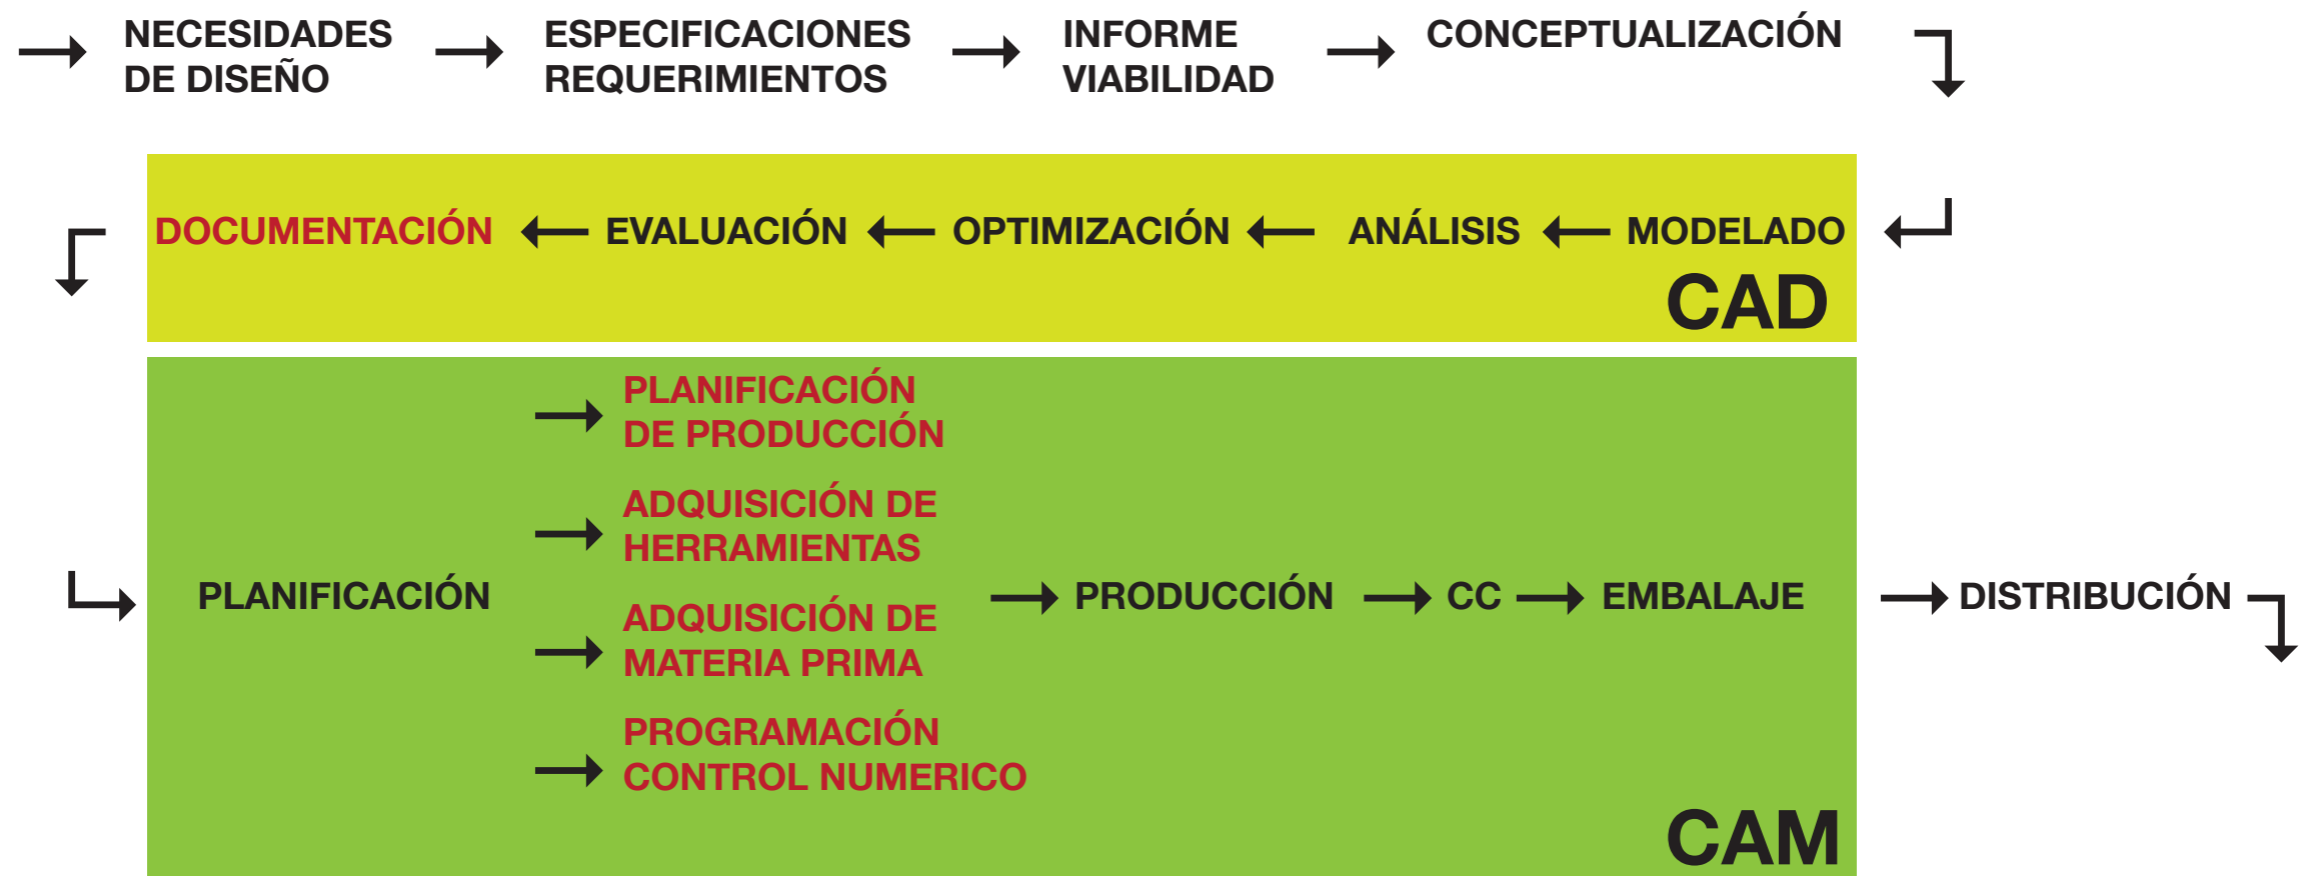 NECESIDADES
DE DISEÑO
ESPECIFICACIONES
REQUERIMIENTOS
INFORME
VIABILIDAD
CONCEPTUALIZACIÓN
DOCUMENTACIÓN
EVALUACIÓN
OPTIMIZACIÓN
ANÁLISIS
MODELADO
CAD
PLANIFICACIÓN
PLANIFICACIÓN
DE PRODUCCIÓN
ADQUISICIÓN DE
HERRAMIENTAS
ADQUISICIÓN DE
MATERIA PRIMA
PROGRAMACIÓN
CONTROL NUMERICO
PRODUCCIÓN
CC
EMBALAJE
DISTRIBUCIÓN
CAM